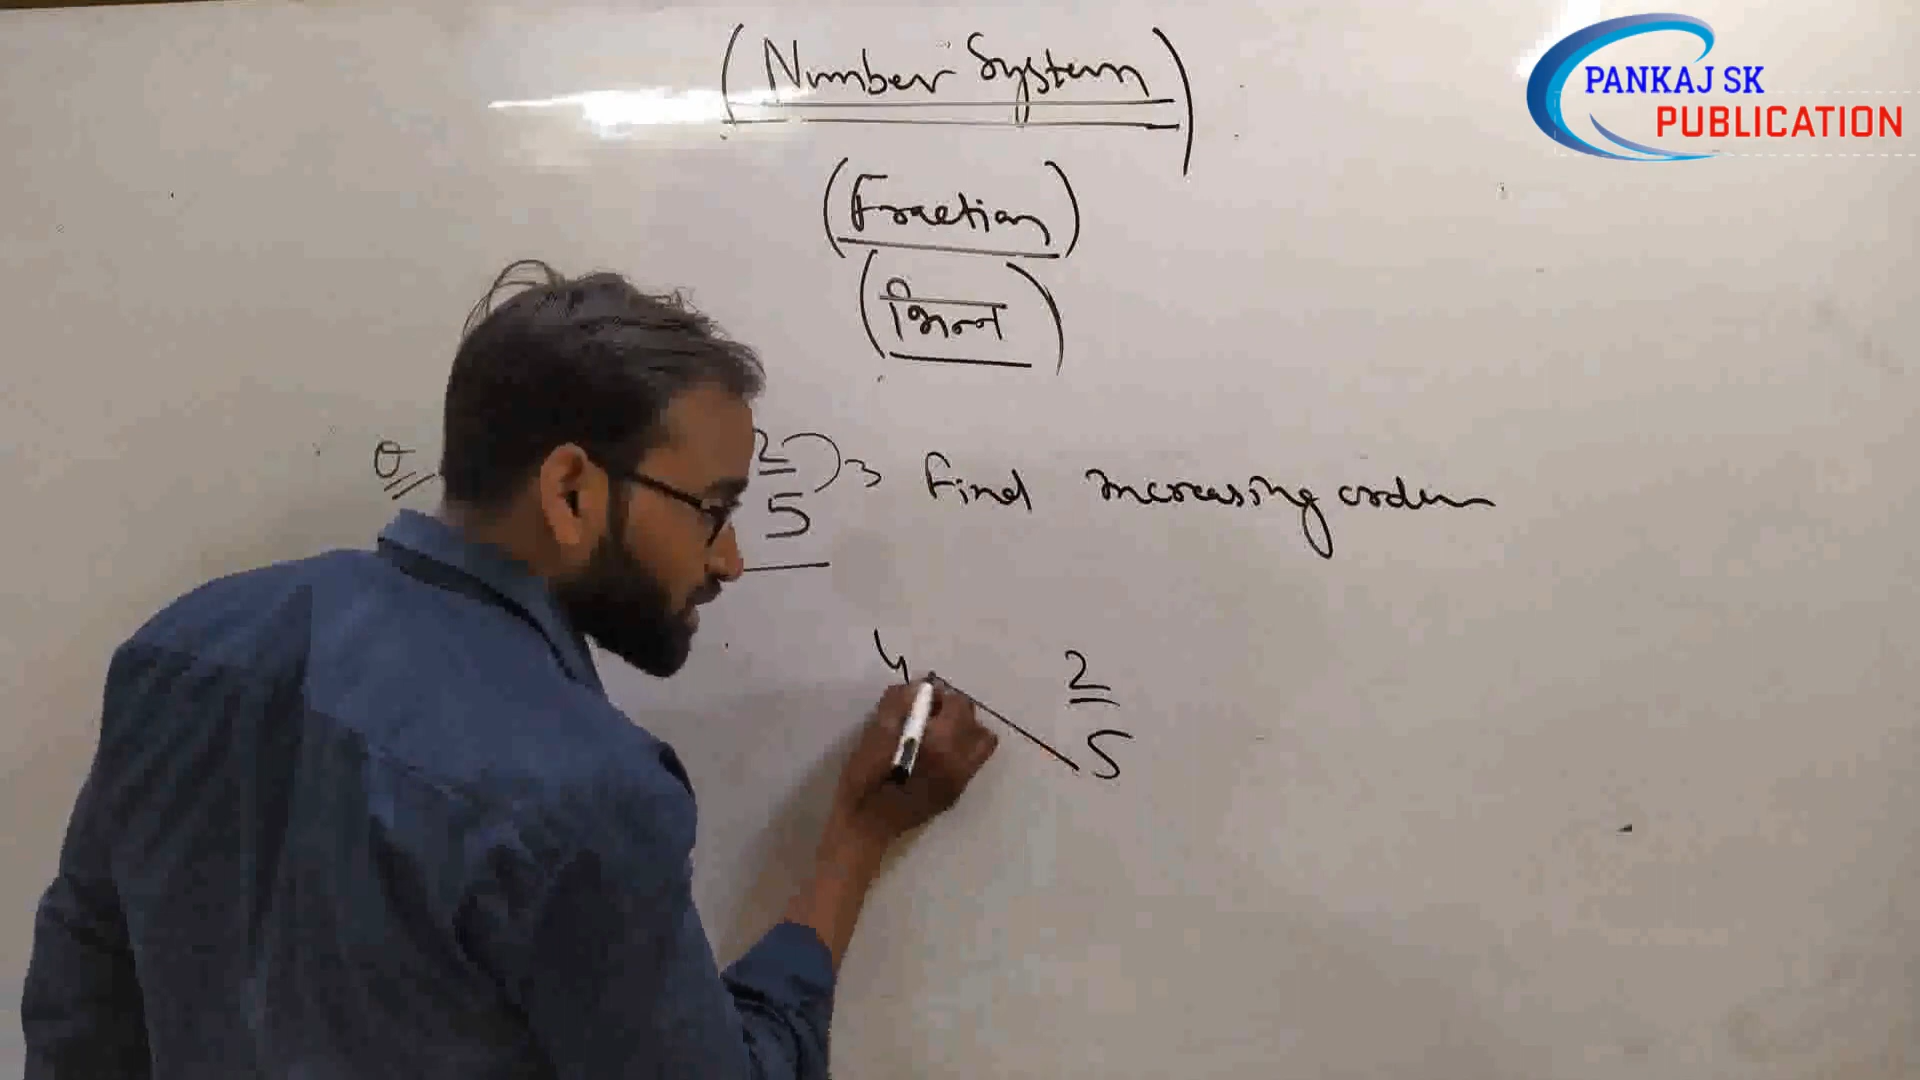 PANKAJ SK
PUBLICATION
(Number System)
(Fraction)
(भिन्न)
Q 2/5 } Find increasing order
4 2/5